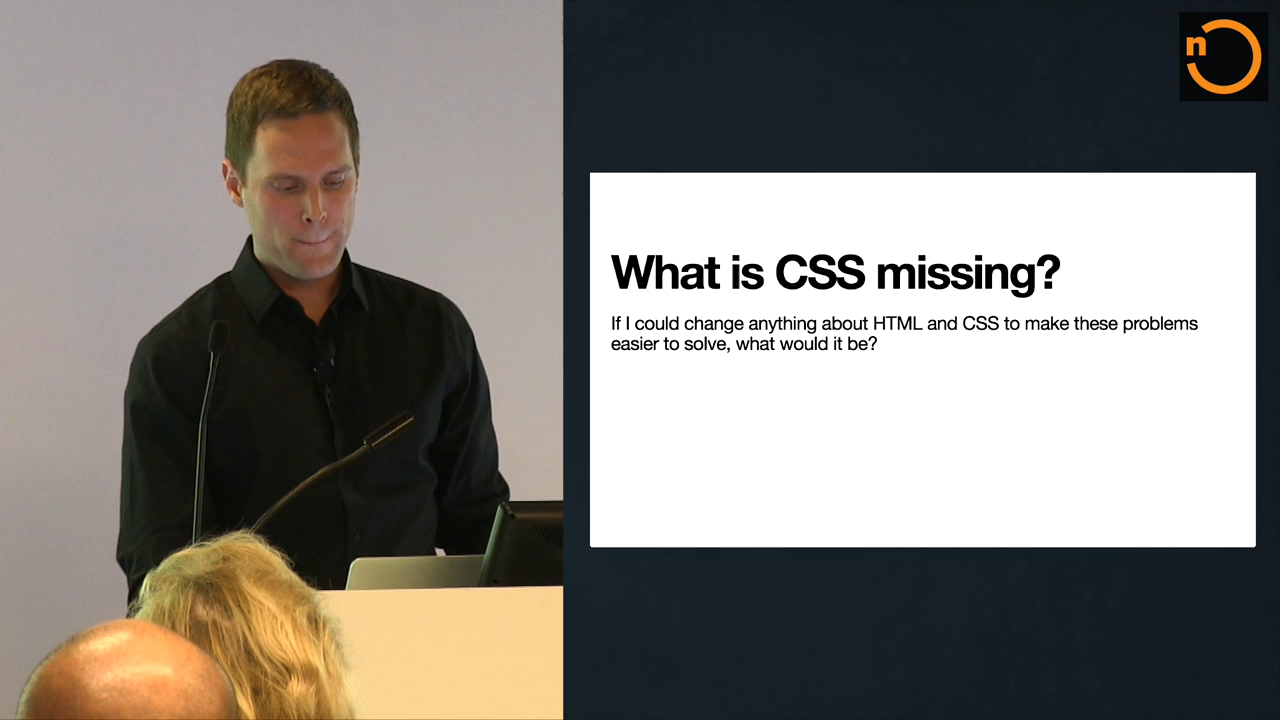 n
What is CSS missing?
If I could change anything about HTML and CSS to make these problems
easier to solve, what would it be?